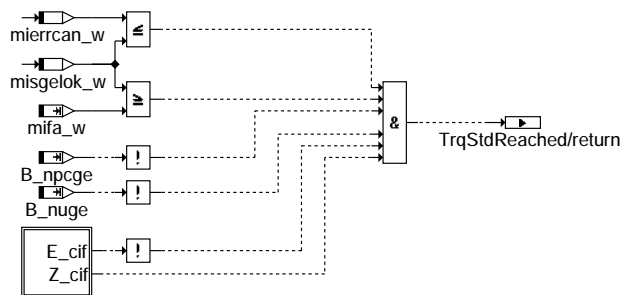 mierrcan_w
≤
misgelok_w
≥
mifa_w
&
TrqStdReached/return
B_npcge
!
B_nuge
!
E_cif
!
Z_cif